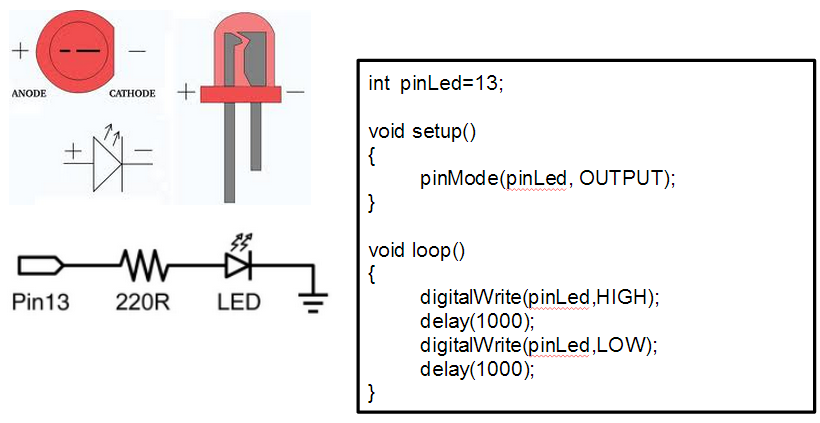 + −
ANODE CATHODE
+ −
+ −
Pin13 220R LED
int pinLed=13;
void setup()
{
pinMode(pinLed, OUTPUT);
}
void loop()
{
digitalWrite(pinLed,HIGH);
delay(1000);
digitalWrite(pinLed,LOW);
delay(1000);
}